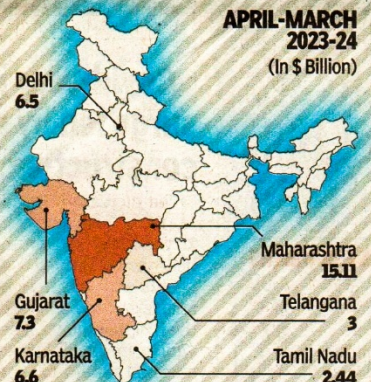 APRIL-MARCH
2023-24
(In $ Billion)
Delhi
6.5
Maharashtra
15.11
Gujarat
7.3
Telangana
3
Karnataka
6.6
Tamil Nadu
2.44